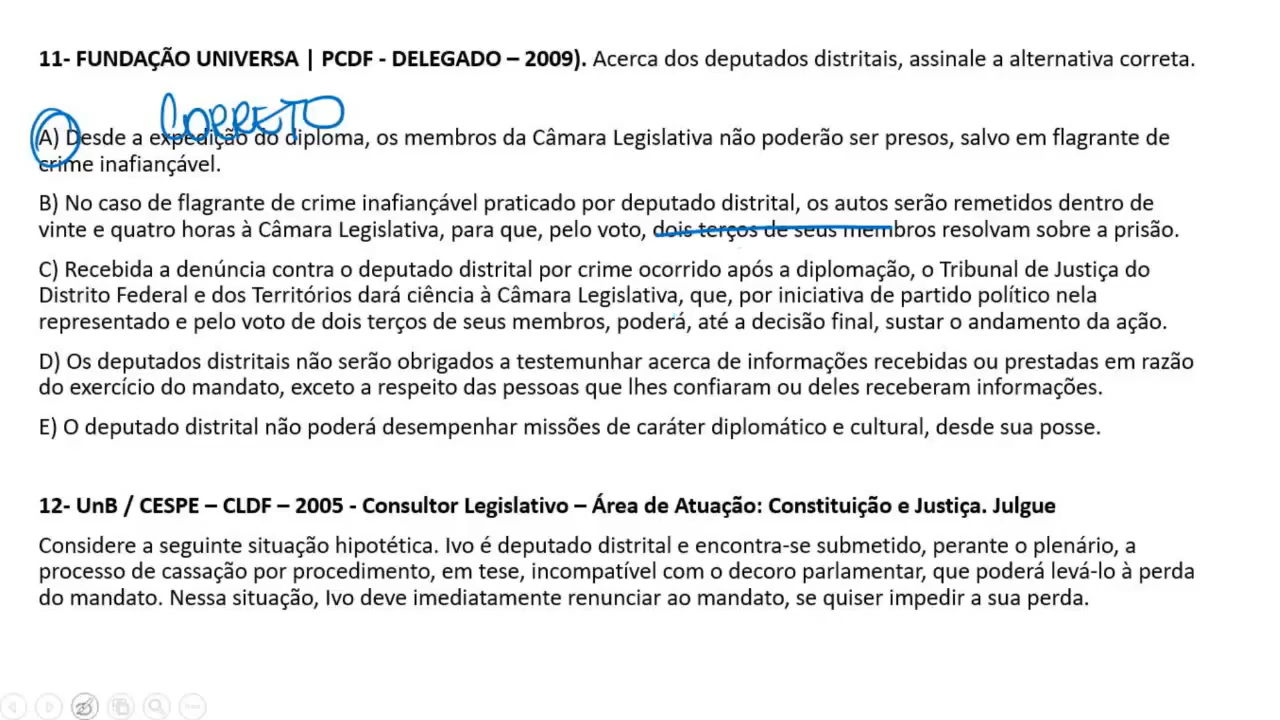 11- FUNDAÇÃO UNIVERSA | PCDF - DELEGADO – 2009). Acerca dos deputados distritais, assinale a alternativa correta.
CORRETO
A) Desde a expedição do diploma, os membros da Câmara Legislativa não poderão ser presos, salvo em flagrante de
crime inafiançável.
B) No caso de flagrante de crime inafiançável praticado por deputado distrital, os autos serão remetidos dentro de
vinte e quatro horas à Câmara Legislativa, para que, pelo voto, dois terços de seus membros resolvam sobre a prisão.
C) Recebida a denúncia contra o deputado distrital por crime ocorrido após a diplomação, o Tribunal de Justiça do
Distrito Federal e dos Territórios dará ciência à Câmara Legislativa, que, por iniciativa de partido político nela
representado e pelo voto de dois terços de seus membros, poderá, até a decisão final, sustar o andamento da ação.
D) Os deputados distritais não serão obrigados a testemunhar acerca de informações recebidas ou prestadas em razão
do exercício do mandato, exceto a respeito das pessoas que lhes confiaram ou deles receberam informações.
E) O deputado distrital não poderá desempenhar missões de caráter diplomático e cultural, desde sua posse.
12- UnB / CESPE – CLDF – 2005 - Consultor Legislativo – Área de Atuação: Constituição e Justiça. Julgue
Considere a seguinte situação hipotética. Ivo é deputado distrital e encontra-se submetido, perante o plenário, a
processo de cassação por procedimento, em tese, incompatível com o decoro parlamentar, que poderá levá-lo à perda
do mandato. Nessa situação, Ivo deve imediatamente renunciar ao mandato, se quiser impedir a sua perda.